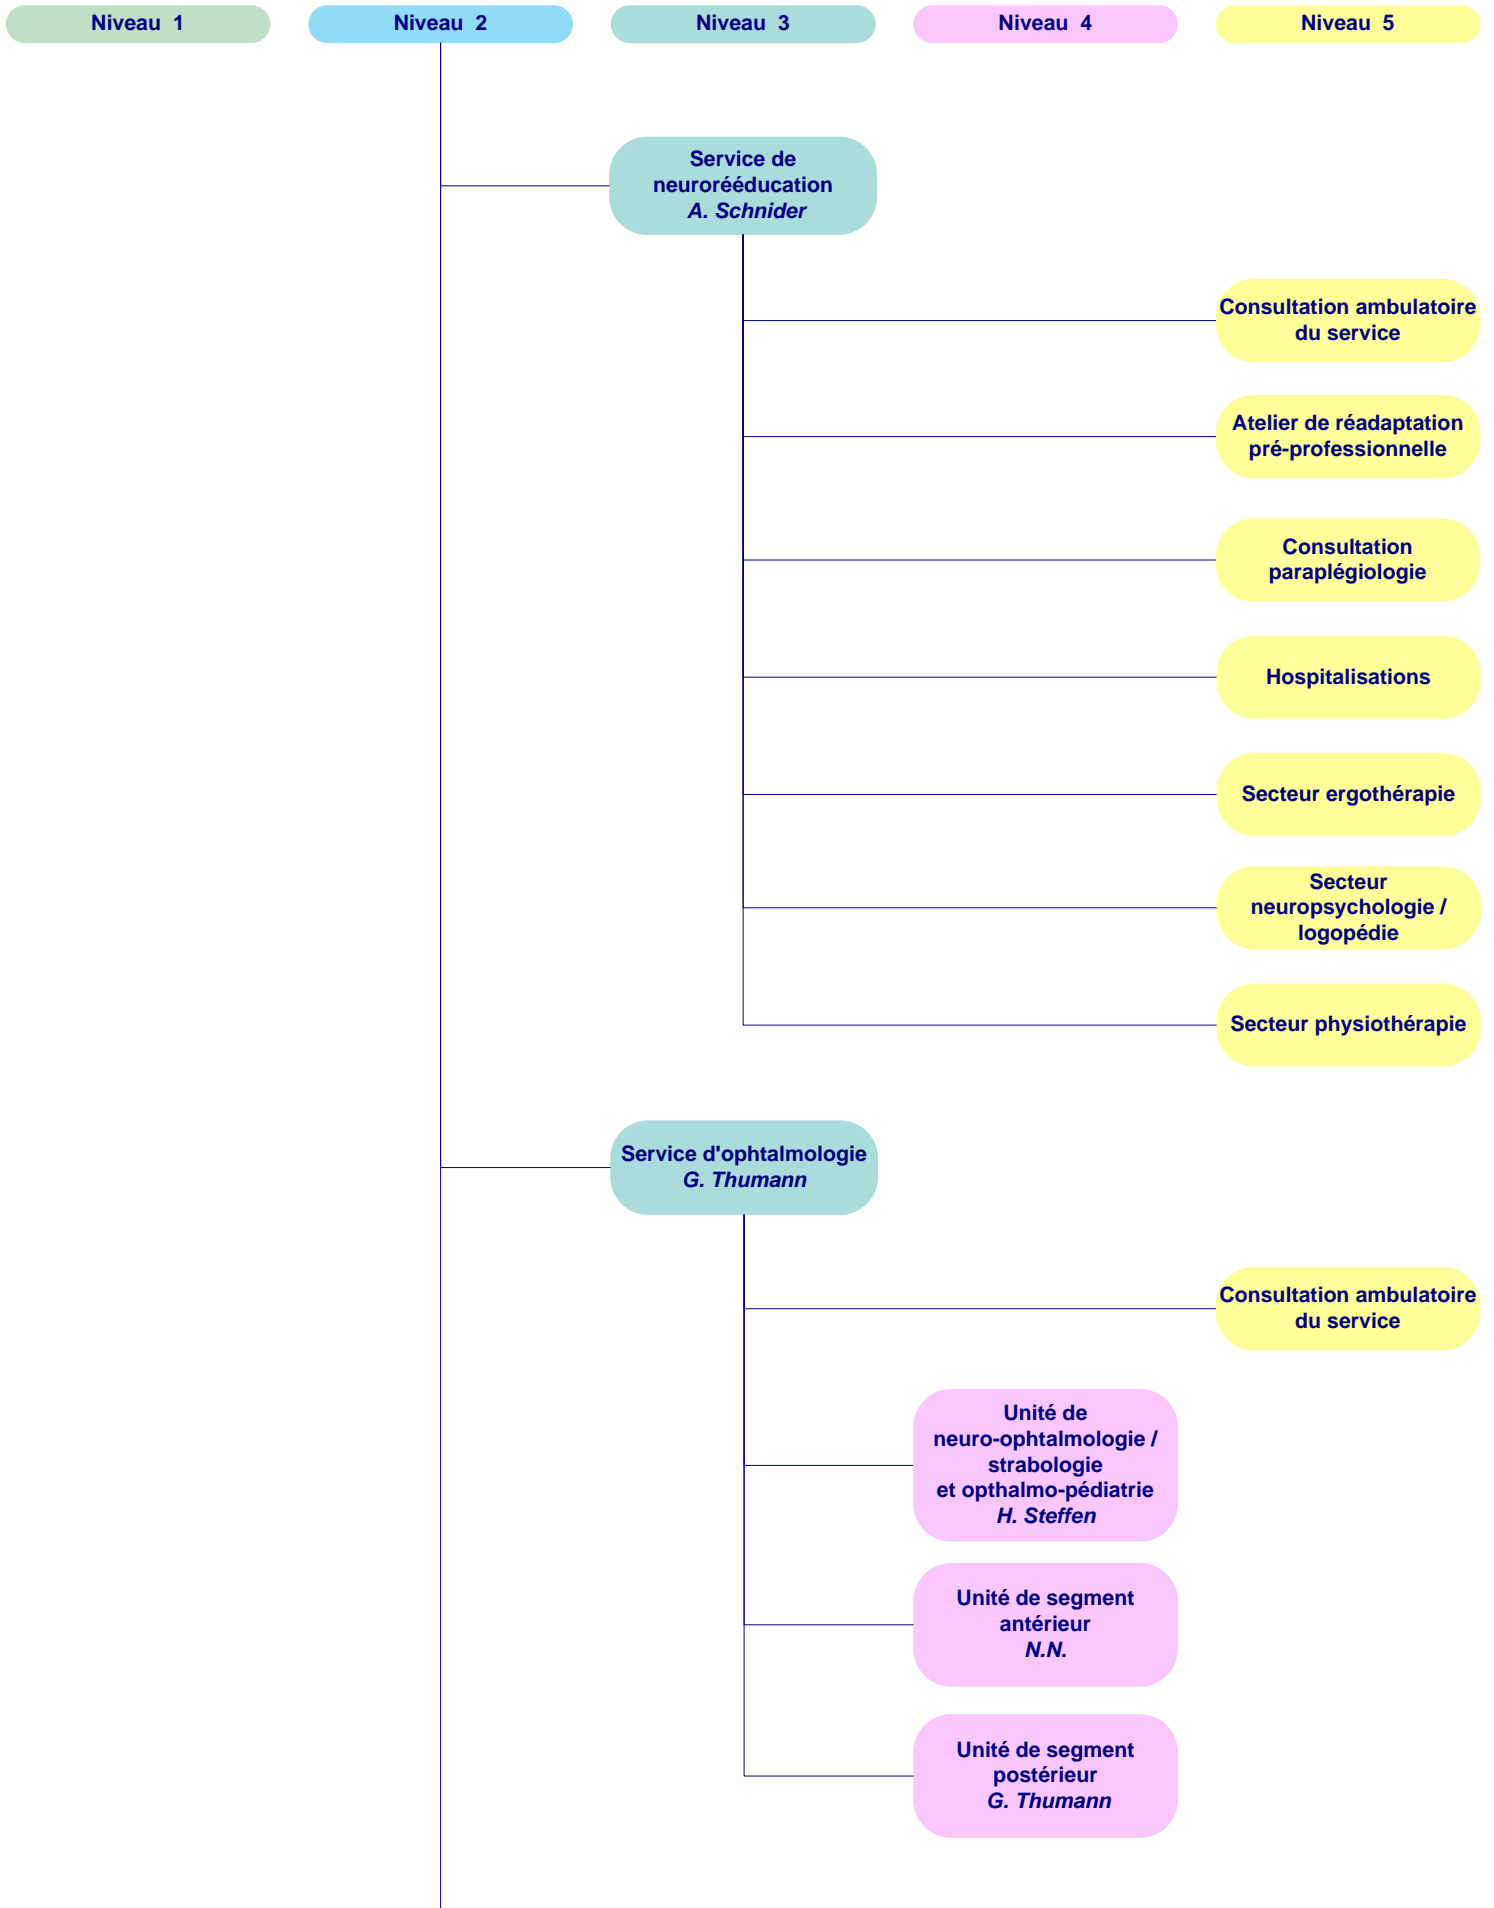 Niveau 1
Niveau 2
Niveau 3
Niveau 4
Niveau 5
Service de
neurorééducation
A. Schnider
Consultation ambulatoire
du service
Atelier de réadaptation
pré-professionnelle
Consultation
paraplégiologie
Hospitalisations
Secteur ergothérapie
Secteur
neuropsychologie /
logopédie
Secteur physiothérapie
Service d'ophtalmologie
G. Thumann
Consultation ambulatoire
du service
Unité de
neuro-ophtalmologie /
strabologie
et opthalmo-pédiatrie
H. Steffen
Unité de segment
antérieur
N.N.
Unité de segment
postérieur
G. Thumann